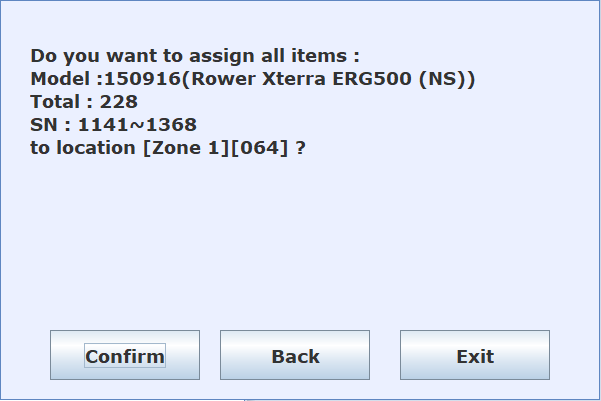 Do you want to assign all items :
Model :150916(Rower Xterra ERG500 (NS))
Total : 228
SN : 1141~1368
to location [Zone 1][064] ?
Confirm
Back
Exit